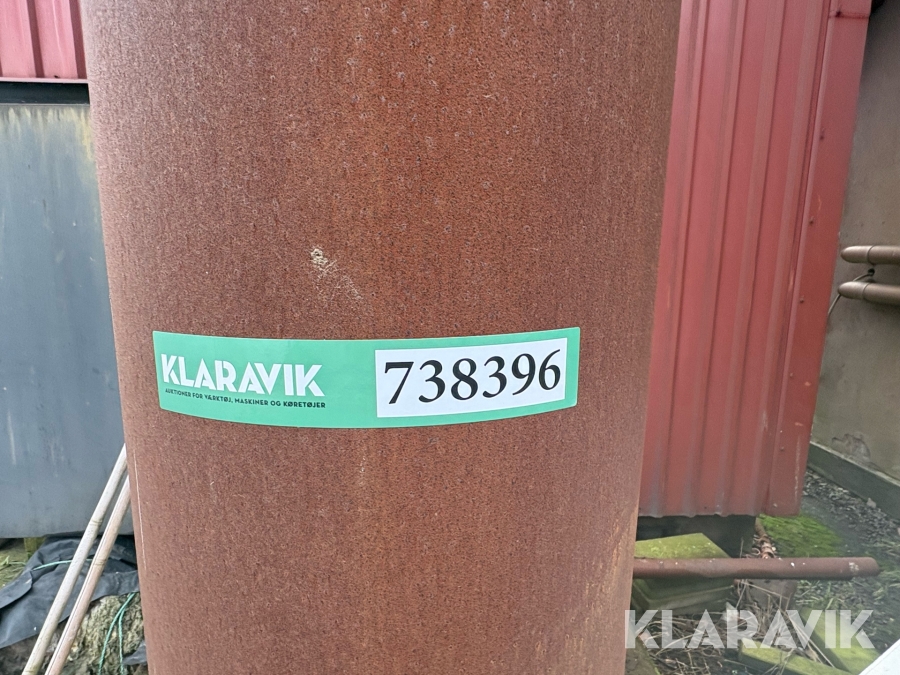 KLARAVIK
AUKTIONER FOR VÆRKTØJ, MASKINER OG KØRETØJER
738396
KLARAVIK